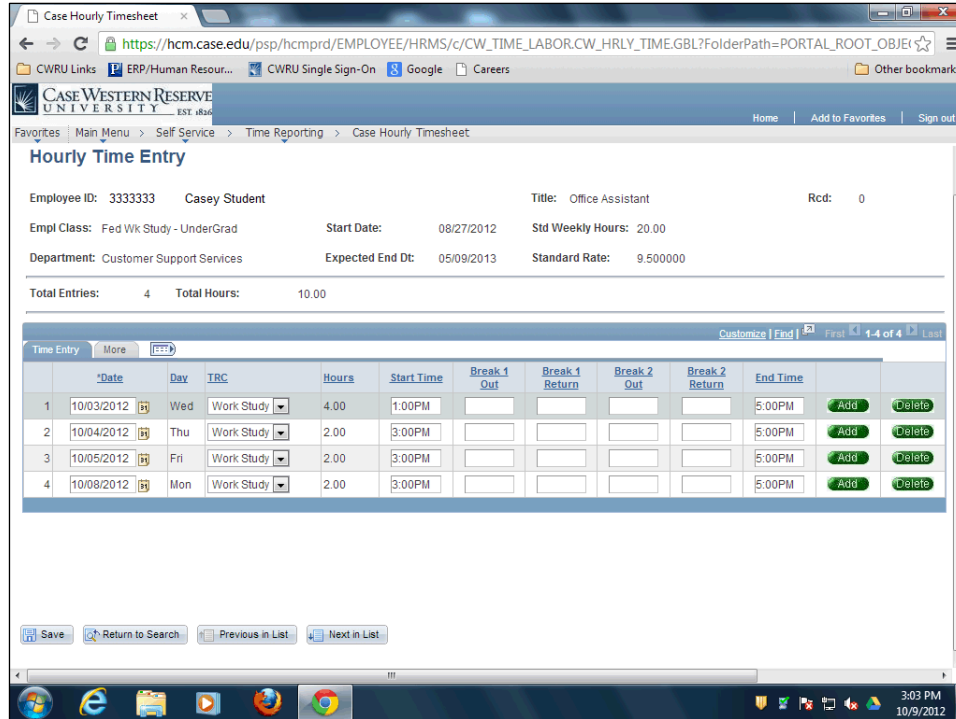 Case Hourly Timesheet
https://hcm.case.edu/psp/hcmprd/EMPLOYEE/HRMS/c/CW_TIME_LABOR.CW_HRLY_TIME.GBL?FolderPath=PORTAL_ROOT_OBJE
CWRU Links ERP/Human Resour... CWRU Single Sign-On Google Careers Other bookmark
CASE WESTERN RESERVE
UNIVERSITY EST. 1826
Home | Add to Favorites | Sign out
Favorites Main Menu > Self Service > Time Reporting > Case Hourly Timesheet
Hourly Time Entry
Employee ID: 3333333 Casey Student Title: Office Assistant Rcd: 0
Empl Class: Fed Wk Study - UnderGrad Start Date: 08/27/2012 Std Weekly Hours: 20.00
Department: Customer Support Services Expected End Dt: 05/09/2013 Standard Rate: 9.500000
Total Entries: 4 Total Hours: 10.00
Customize | Find | First 1-4 of 4 Last
Time Entry More
*Date Day TRC Hours Start Time Break 1 Out Break 1 Return Break 2 Out Break 2 Return End Time
1 10/03/2012 Wed Work Study 4.00 1:00PM 5:00PM Add Delete
2 10/04/2012 Thu Work Study 2.00 3:00PM 5:00PM Add Delete
3 10/05/2012 Fri Work Study 2.00 3:00PM 5:00PM Add Delete
4 10/08/2012 Mon Work Study 2.00 3:00PM 5:00PM Add Delete
Save Return to Search Previous in List Next in List
3:03 PM
10/9/2012